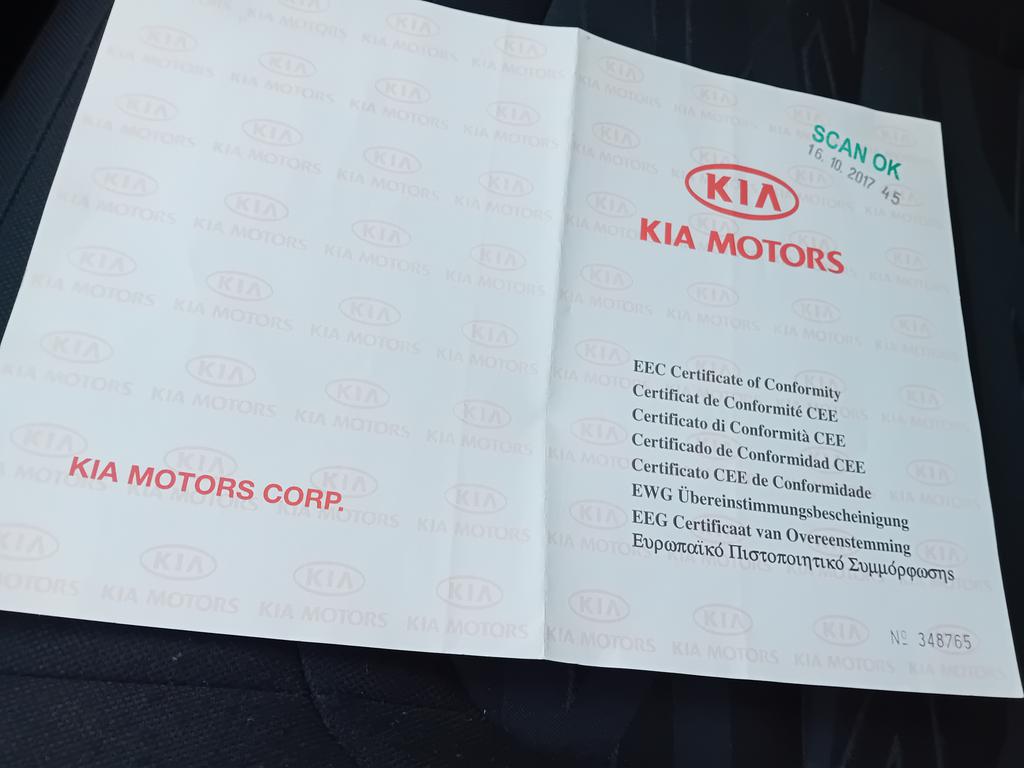 SCAN OK
16. 10. 2017 45
KIA
KIA MOTORS
EEC Certificate of Conformity
Certificat de Conformité CEE
Certificato di Conformità CEE
Certificado de Conformidad CEE
Certificato CEE de Conformidade
EWG Übereinstimmungsbescheinigung
EEG Certificaat van Overeenstemming
Ευρωπαϊκό Πιστοποιητικό Συμμόρφωσης
Nº 348765
KIA MOTORS CORP.